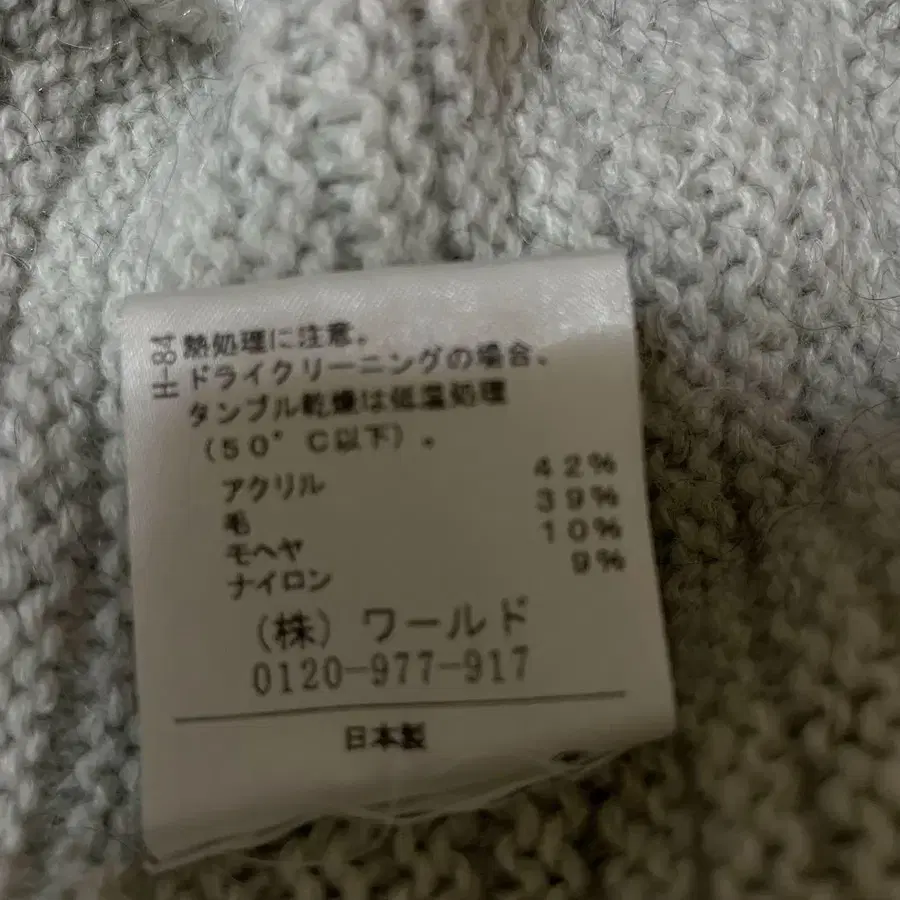 H-84
熱処理に注意。
ドライクリーニングの場合、
タンブル乾燥は低温処理
(50°C以下)。
アクリル 42%
毛 39%
モヘヤ 10%
ナイロン 9%
(株)ワールド
0120-977-917
日本製